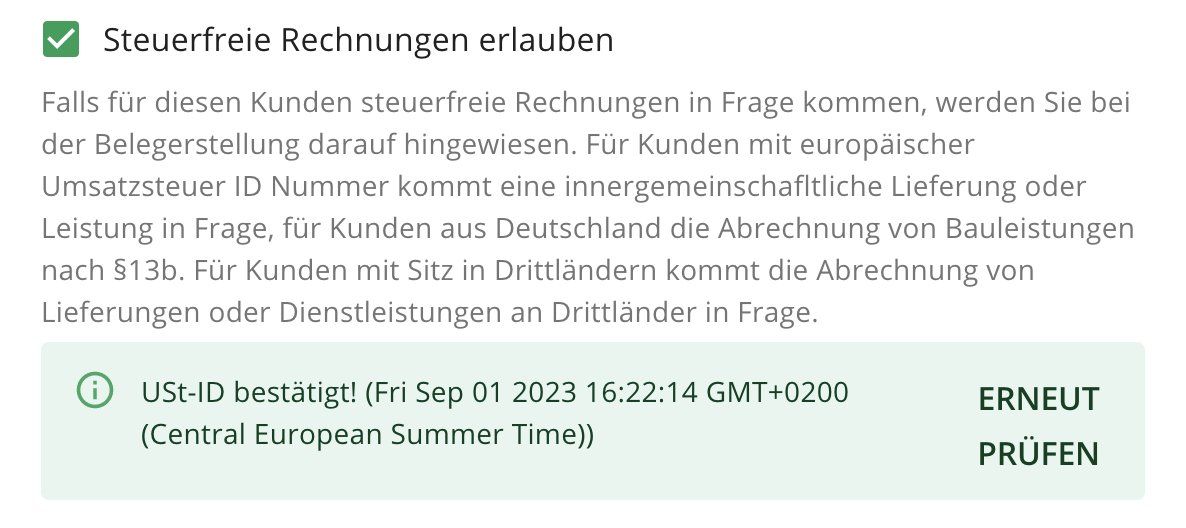 Steuerfreie Rechnungen erlauben
Falls für diesen Kunden steuerfreie Rechnungen in Frage kommen, werden Sie bei
der Belegerstellung darauf hingewiesen. Für Kunden mit europäischer
Umsatzsteuer ID Nummer kommt eine innergemeinschafltliche Lieferung oder
Leistung in Frage, für Kunden aus Deutschland die Abrechnung von Bauleistungen
nach §13b. Für Kunden mit Sitz in Drittländern kommt die Abrechnung von
Lieferungen oder Dienstleistungen an Drittländer in Frage.
USt-ID bestätigt! (Fri Sep 01 2023 16:22:14 GMT+0200
(Central European Summer Time))
ERNEUT
PRÜFEN